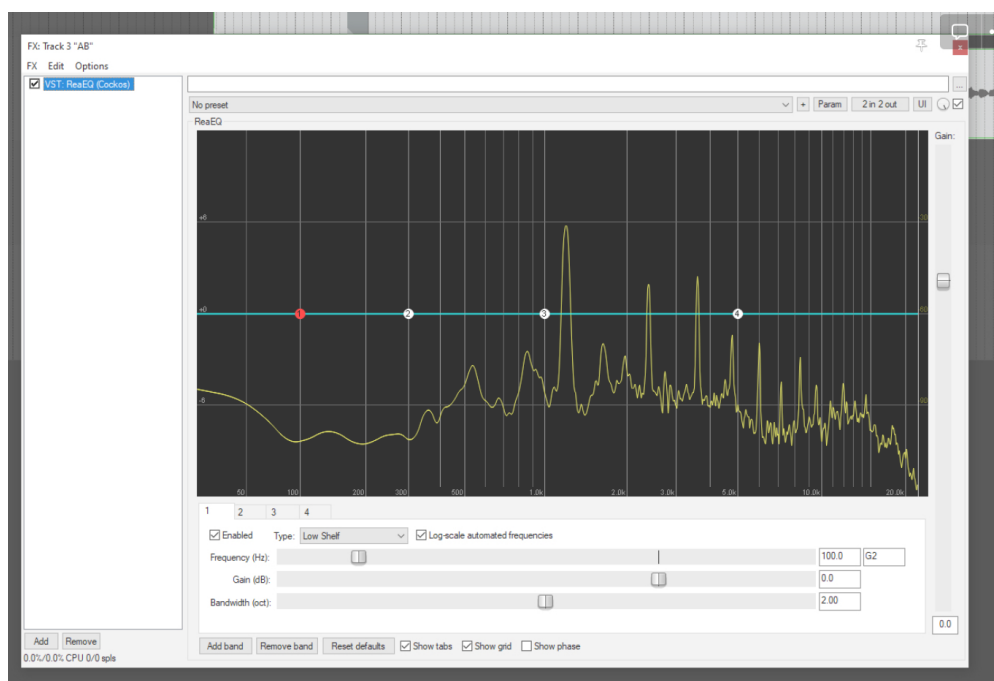 FX: Track 3 "AB"
x
FX Edit Options
VST: ReaEQ (Cockos)
...
No preset + Param 2 in 2 out UI
ReaEQ
Gain:
+6
+0 1 2 3 4
-6
50 100 200 300 500 1.0k 2.0k 3.0k 5.0k 10.0k 20.0k
1 2 3 4
Enabled Type: Low Shelf Log-scale automated frequencies
Frequency (Hz): 100.0 G2
Gain (dB): 0.0
Bandwidth (oct): 2.00
0.0
Add Remove Add band Remove band Reset defaults Show tabs Show grid Show phase
0.0%/0.0% CPU 0/0 spls